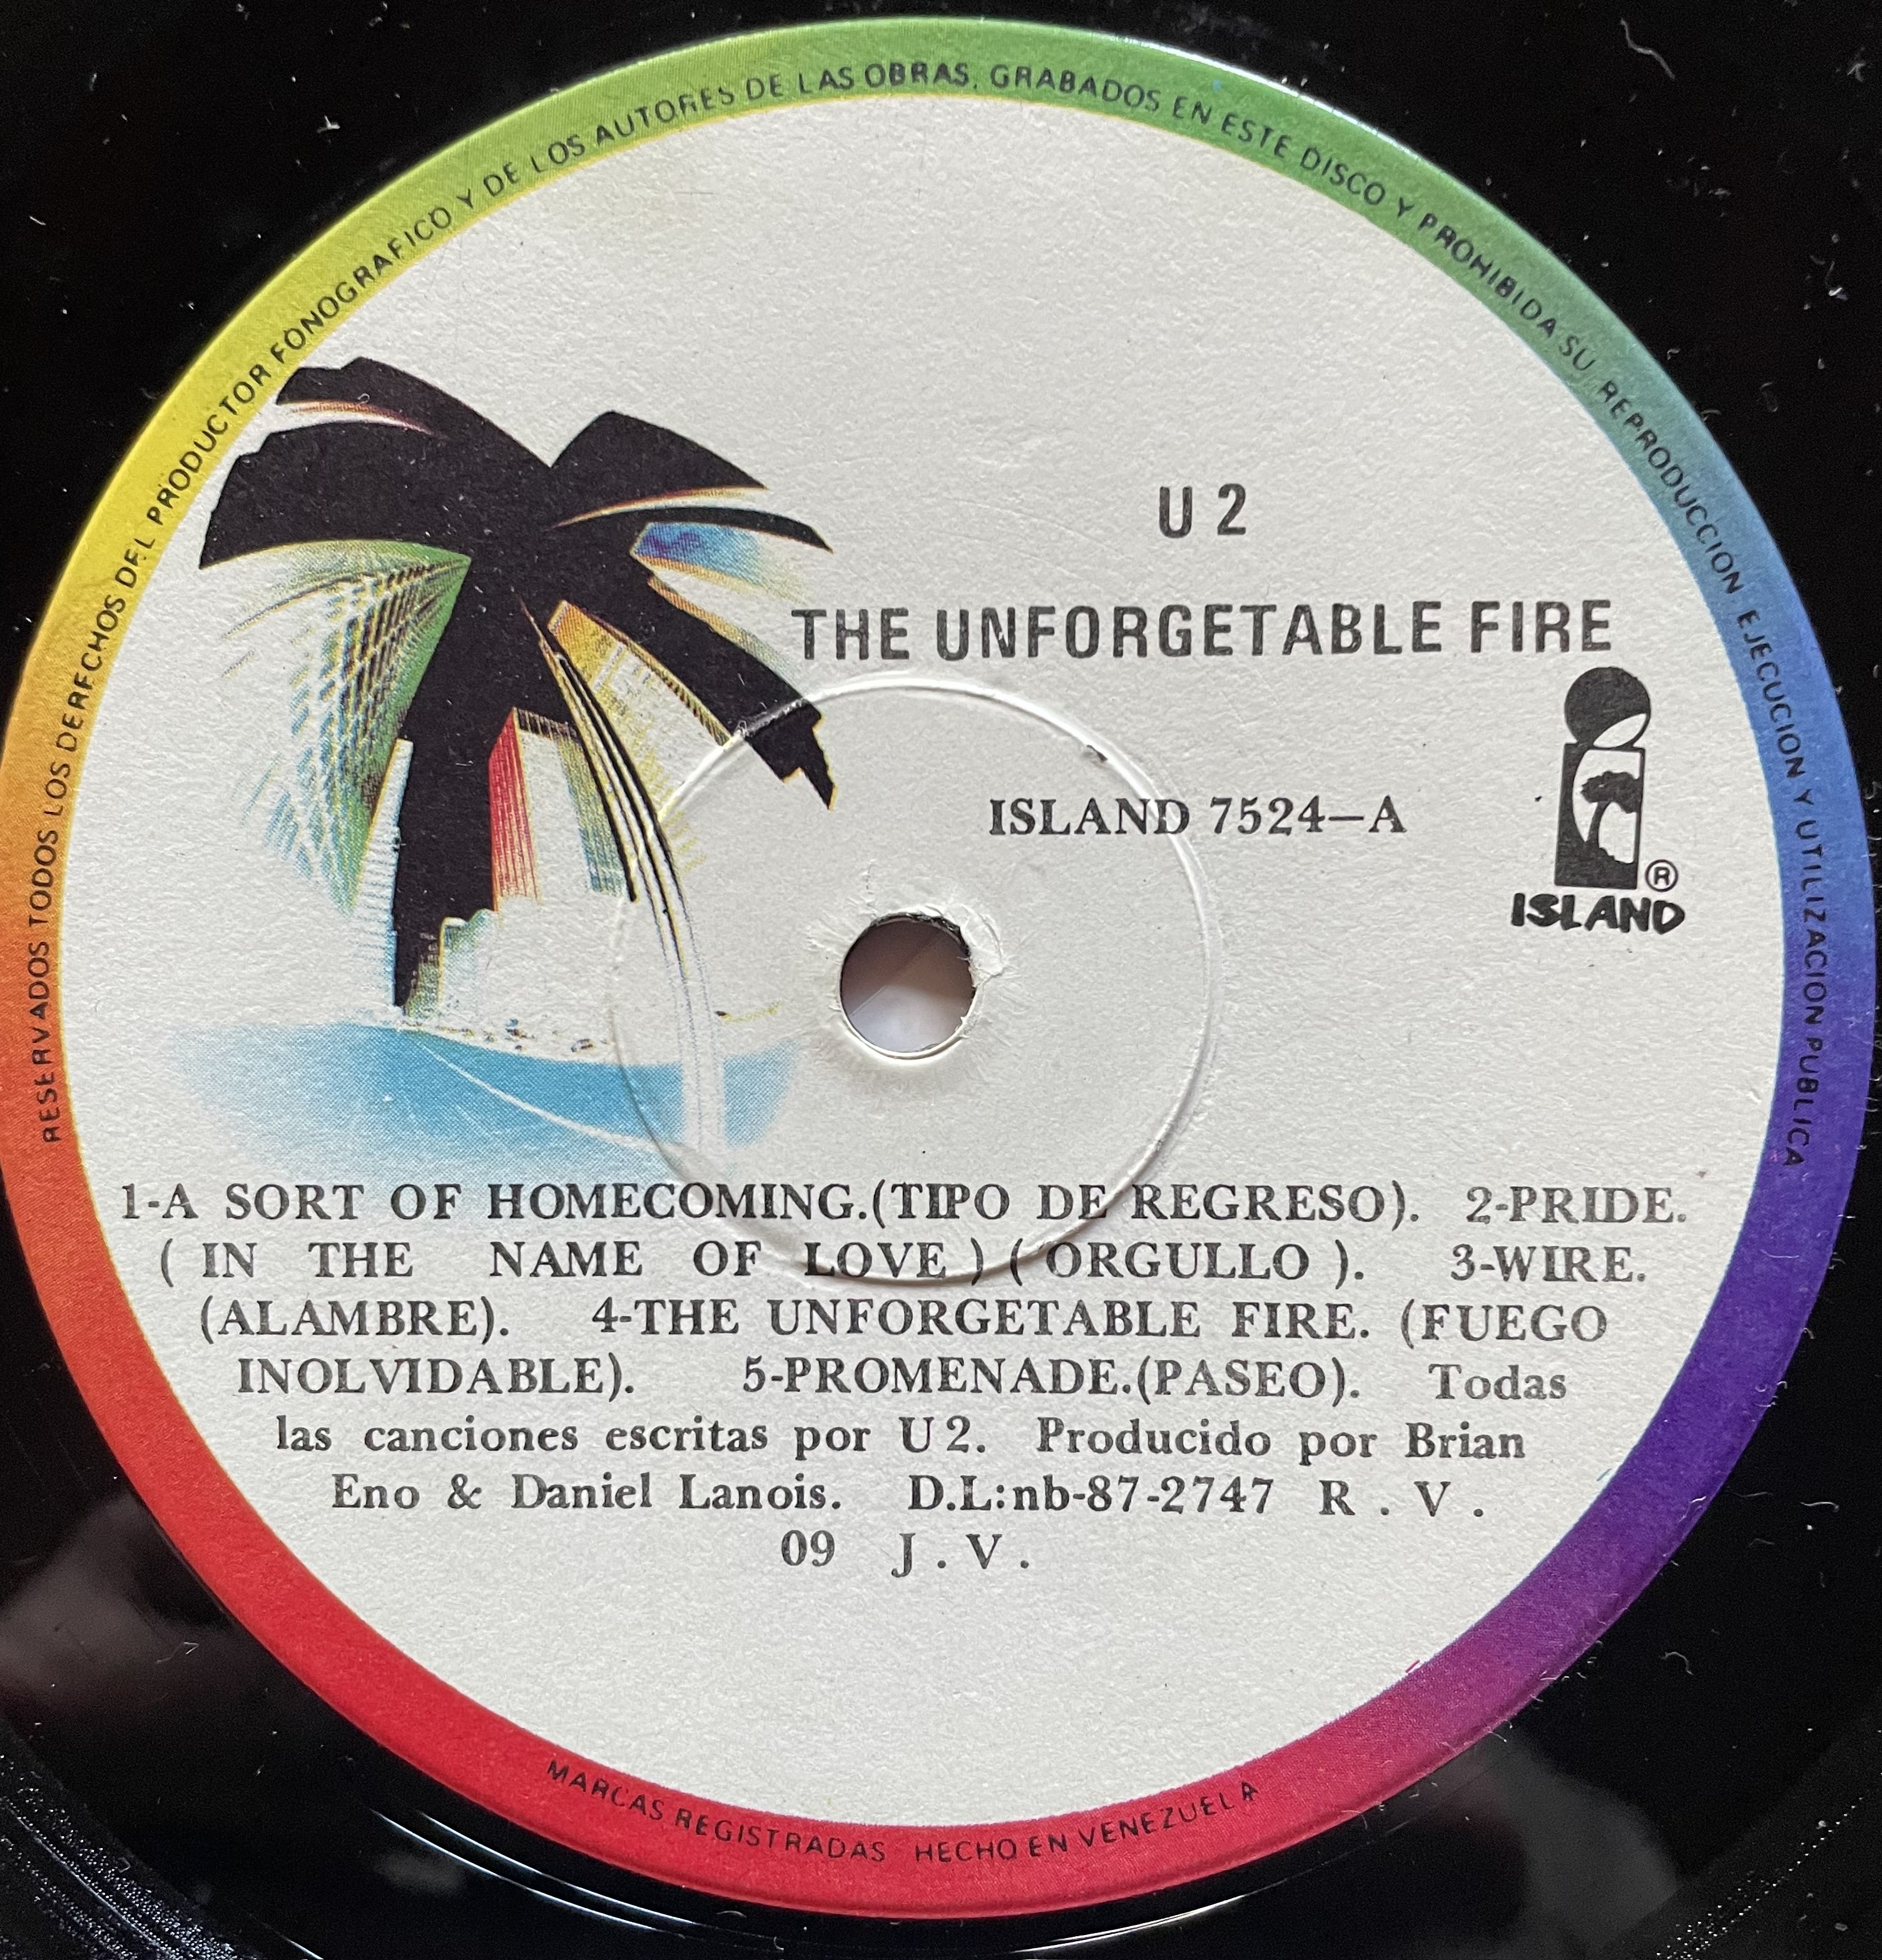 RESERVADOS TODOS LOS DERECHOS DEL PRODUCTOR FONOGRAFICO Y DE LOS AUTORES DE LAS OBRAS, GRABADOS EN ESTE DISCO Y PROHIBIDA SU REPRODUCCION EJECUCION Y UTILIZACION PUBLICA
U 2
THE UNFORGETABLE FIRE
ISLAND 7524—A
®
ISLAND
1-A SORT OF HOMECOMING.(TIPO DE REGRESO). 2-PRIDE.
( IN THE NAME OF LOVE ) ( ORGULLO ). 3-WIRE.
(ALAMBRE). 4-THE UNFORGETABLE FIRE. (FUEGO
INOLVIDABLE). 5-PROMENADE.(PASEO). Todas
las canciones escritas por U 2. Producido por Brian
Eno & Daniel Lanois. D.L:nb-87-2747 R . V .
09 J . V .
MARCAS REGISTRADAS HECHO EN VENEZUELA